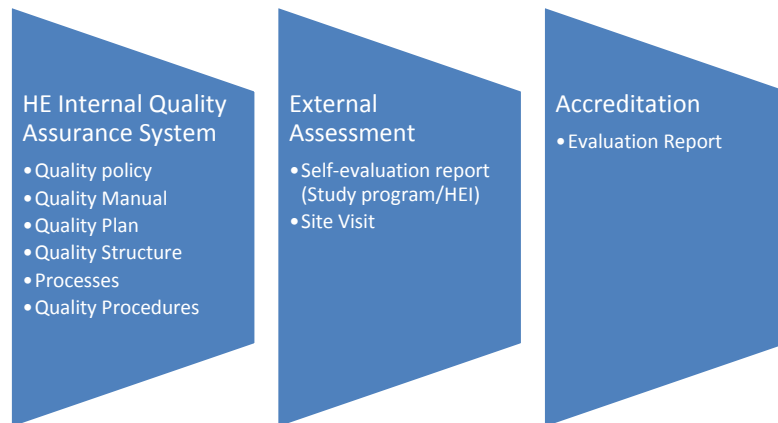 HE Internal Quality
Assurance System
•Quality policy
•Quality Manual
•Quality Plan
•Quality Structure
•Processes
•Quality Procedures
External
Assessment
•Self-evaluation report
(Study program/HEI)
•Site Visit
Accreditation
•Evaluation Report